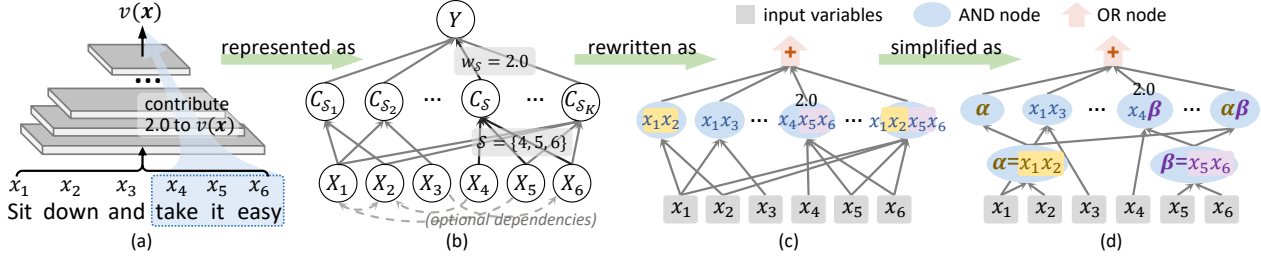 v(x)
contribute
2.0 to v(x)
x₁ x₂ x₃ x₄ x₅ x₆
Sit down and take it easy
(a)
represented as
Y
w_𝒮 = 2.0
C_𝒮₁ C_𝒮₂ ⋯ C_𝒮 ⋯ C_𝒮_K
𝒮 = {4, 5, 6}
X₁ X₂ X₃ X₄ X₅ X₆
(optional dependencies)
(b)
rewritten as
input variables AND node OR node
+
2.0
x₁x₂ x₁x₃ ⋯ x₄x₅x₆ ⋯ x₁x₂x₅x₆
x₁ x₂ x₃ x₄ x₅ x₆
(c)
simplified as
+
2.0
α x₁x₃ ⋯ x₄β ⋯ αβ
α=x₁x₂ β=x₅x₆
x₁ x₂ x₃ x₄ x₅ x₆
(d)